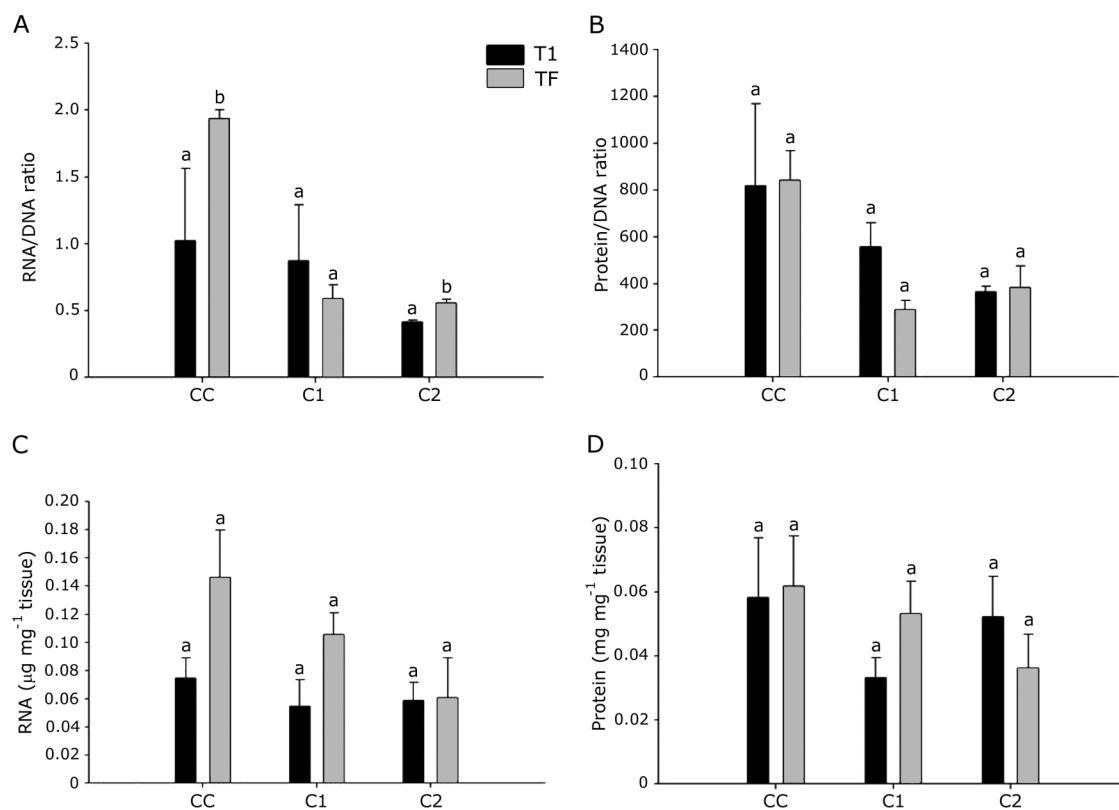 A
2.5
2.0
1.5
1.0
0.5
0
RNA/DNA ratio
T1
TF
a
b
a
a
a
b
CC
C1
C2
B
1400
1200
1000
800
600
400
200
0
Protein/DNA ratio
a
a
a
a
a
a
CC
C1
C2
C
0.20
0.18
0.16
0.14
0.12
0.10
0.08
0.06
0.04
0.02
0
RNA (µg mg⁻¹ tissue)
a
a
a
a
a
a
CC
C1
C2
D
0.10
0.08
0.06
0.04
0.02
0
Protein (mg mg⁻¹ tissue)
a
a
a
a
a
a
CC
C1
C2